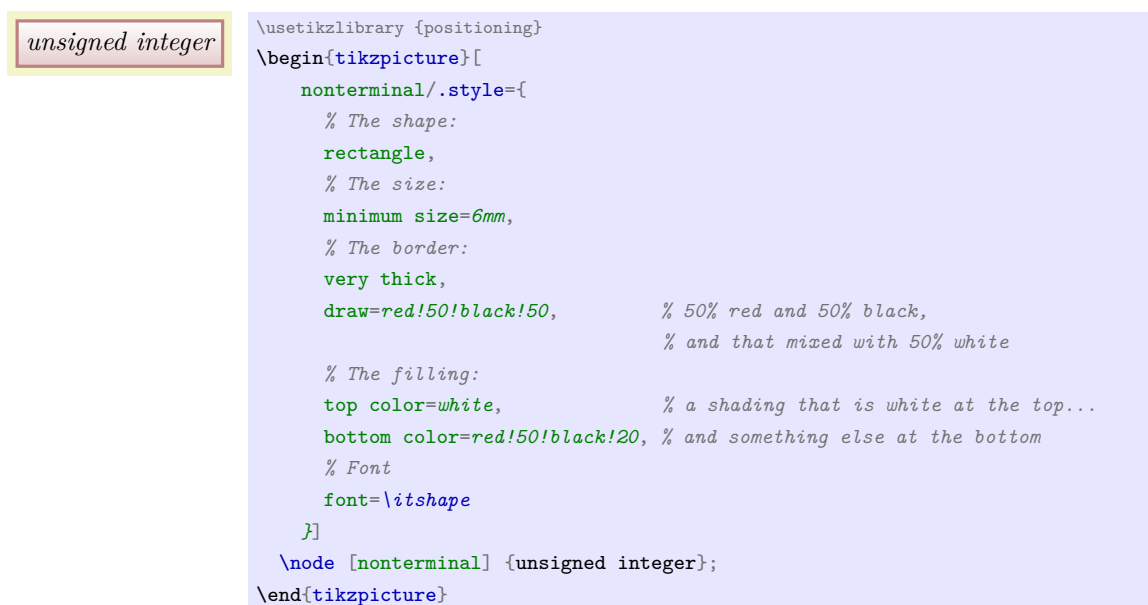 unsigned integer
\usetikzlibrary {positioning}
\begin{tikzpicture}[
    nonterminal/.style={
      % The shape:
      rectangle,
      % The size:
      minimum size=6mm,
      % The border:
      very thick,
      draw=red!50!black!50,         % 50% red and 50% black,
                                    % and that mixed with 50% white
      % The filling:
      top color=white,              % a shading that is white at the top...
      bottom color=red!50!black!20, % and something else at the bottom
      % Font
      font=\itshape
    }]
  \node [nonterminal] {unsigned integer};
\end{tikzpicture}